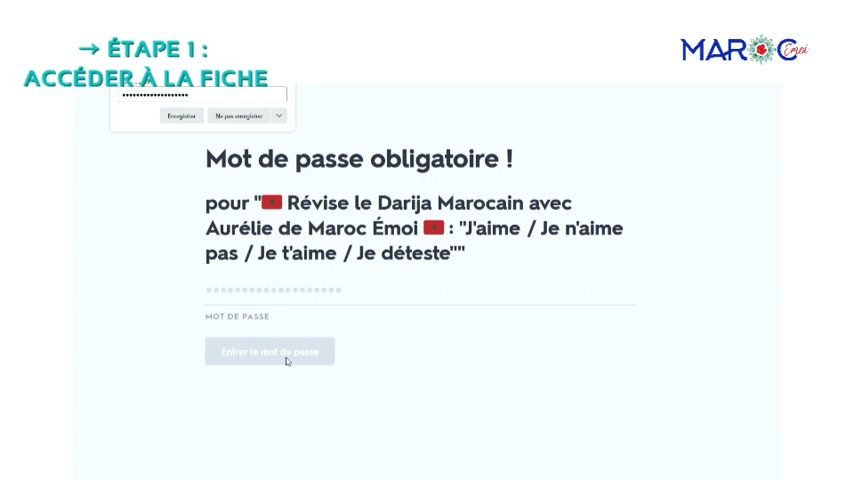 → ÉTAPE 1 :
ACCÉDER À LA FICHE
MAROC
Émoi
•••••••••••••••••••
Enregistrer
Ne pas enregistrer
Mot de passe obligatoire !
pour "🇲🇦 Révise le Darija Marocain avec
Aurélie de Maroc Émoi 🇲🇦 : "J'aime / Je n'aime
pas / Je t'aime / Je déteste""
•••••••••••••••••••
MOT DE PASSE
Entrer le mot de passe